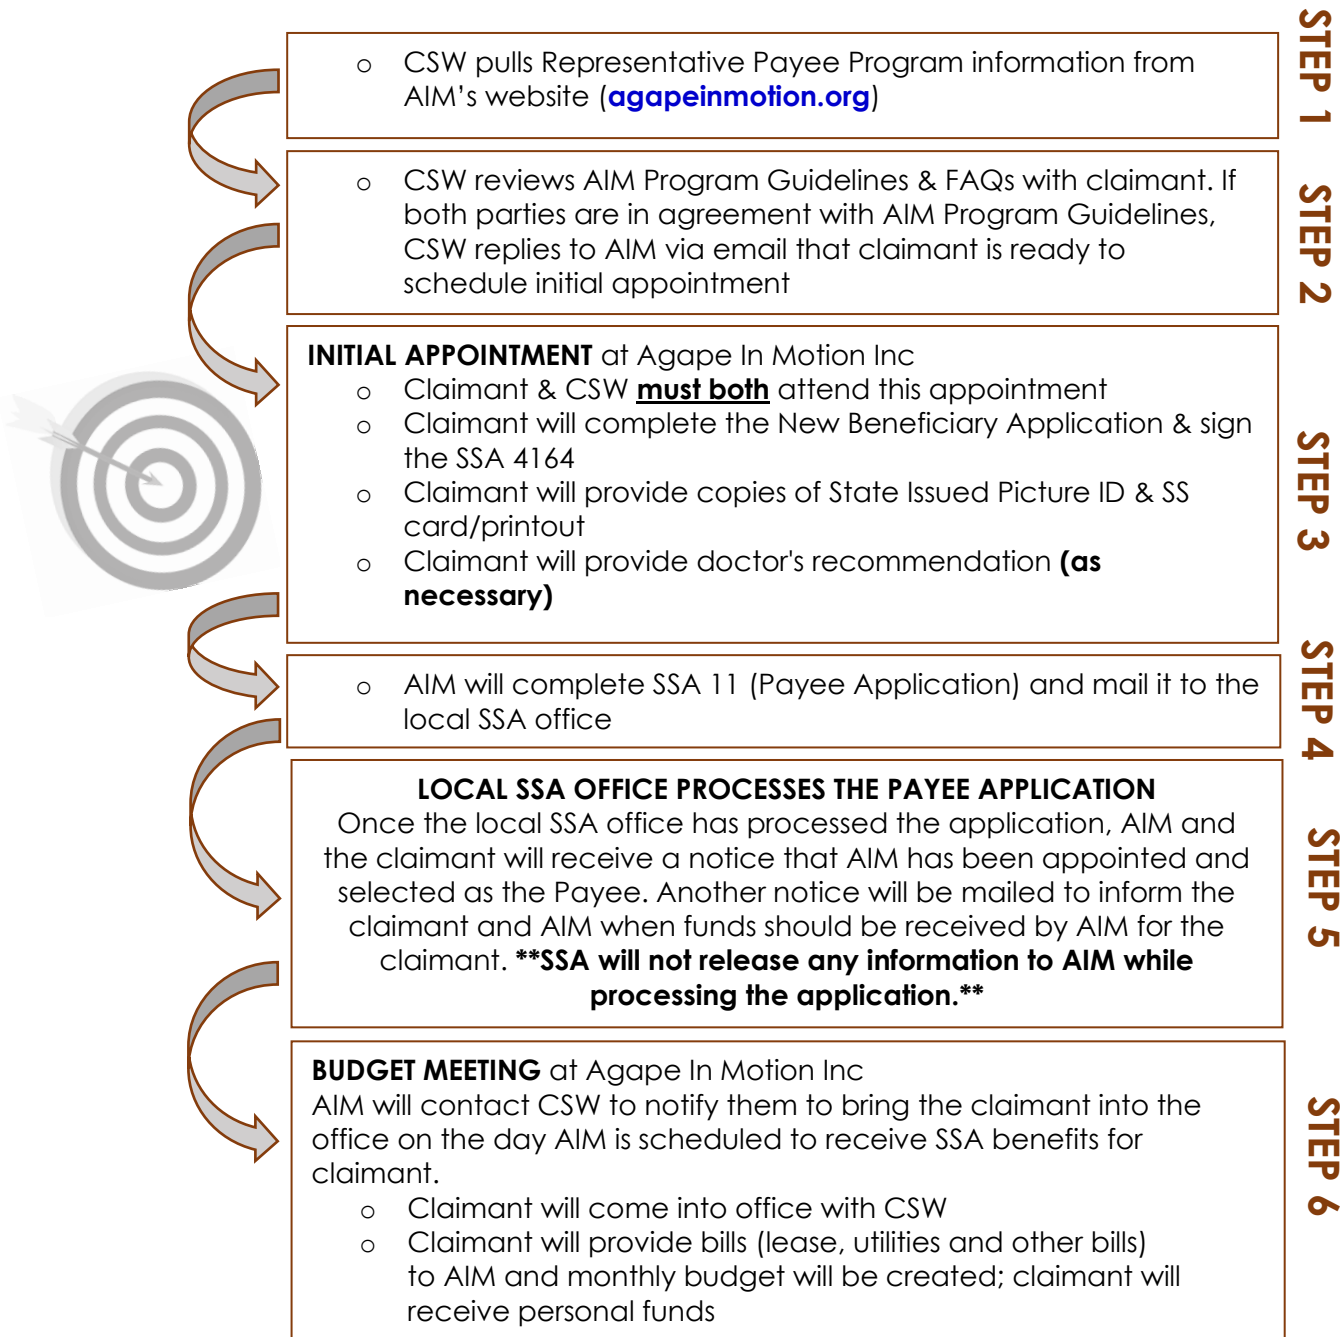 STEP 1
o CSW pulls Representative Payee Program information from
AIM’s website (agapeinmotion.org)
STEP 2
o CSW reviews AIM Program Guidelines & FAQs with claimant. If
both parties are in agreement with AIM Program Guidelines,
CSW replies to AIM via email that claimant is ready to
schedule initial appointment
STEP 3
INITIAL APPOINTMENT at Agape In Motion Inc
o Claimant & CSW must both attend this appointment
o Claimant will complete the New Beneficiary Application & sign
the SSA 4164
o Claimant will provide copies of State Issued Picture ID & SS
card/printout
o Claimant will provide doctor's recommendation (as
necessary)
STEP 4
o AIM will complete SSA 11 (Payee Application) and mail it to the
local SSA office
STEP 5
LOCAL SSA OFFICE PROCESSES THE PAYEE APPLICATION
Once the local SSA office has processed the application, AIM and
the claimant will receive a notice that AIM has been appointed and
selected as the Payee. Another notice will be mailed to inform the
claimant and AIM when funds should be received by AIM for the
claimant. **SSA will not release any information to AIM while
processing the application.**
STEP 6
BUDGET MEETING at Agape In Motion Inc
AIM will contact CSW to notify them to bring the claimant into the
office on the day AIM is scheduled to receive SSA benefits for
claimant.
o Claimant will come into office with CSW
o Claimant will provide bills (lease, utilities and other bills)
to AIM and monthly budget will be created; claimant will
receive personal funds